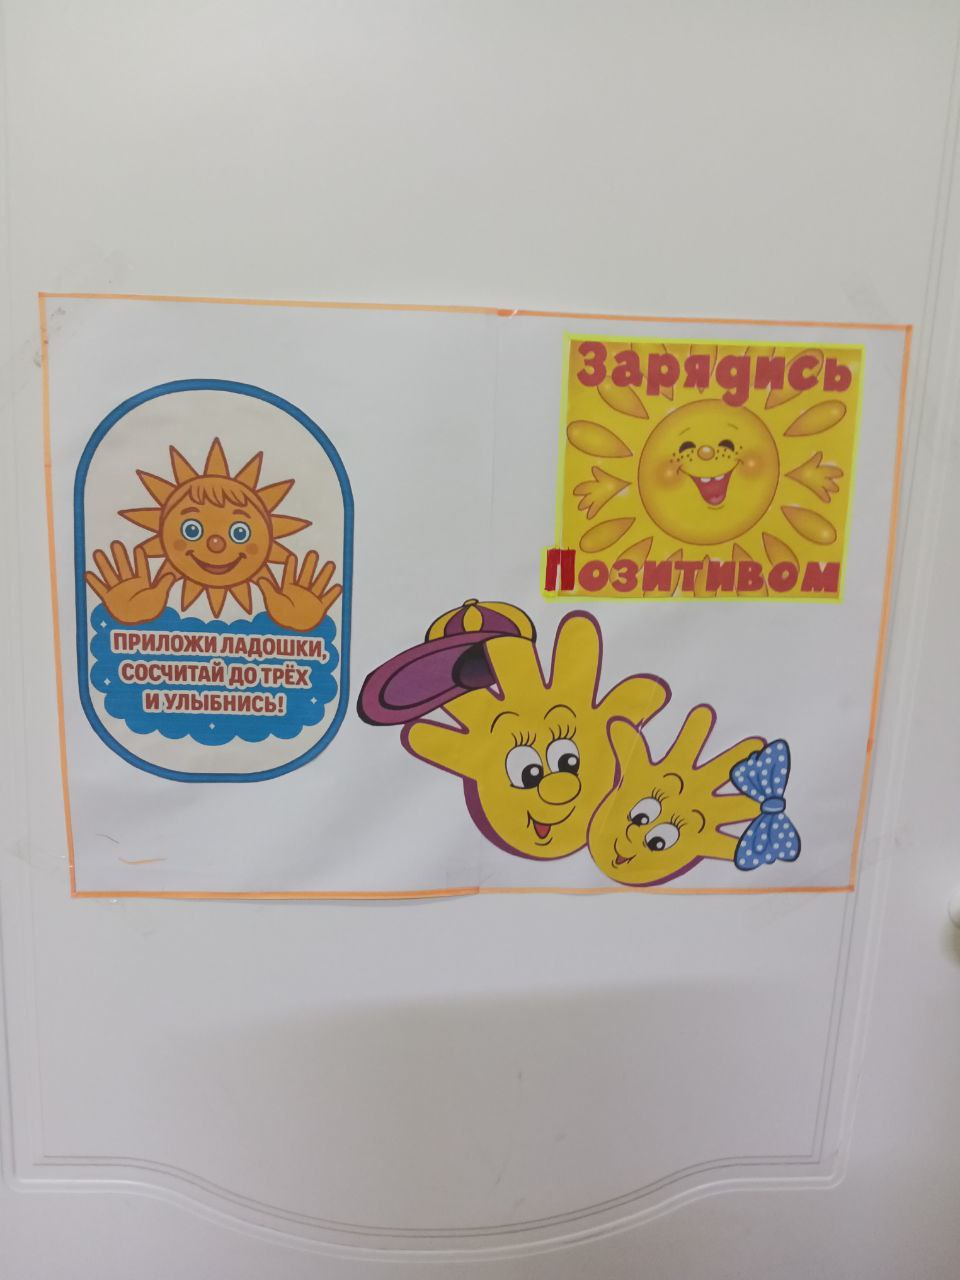 Зарядись
Позитивом
ПРИЛОЖИ ЛАДОШКИ,
СОСЧИТАЙ ДО ТРЁХ
И УЛЫБНИСЬ!